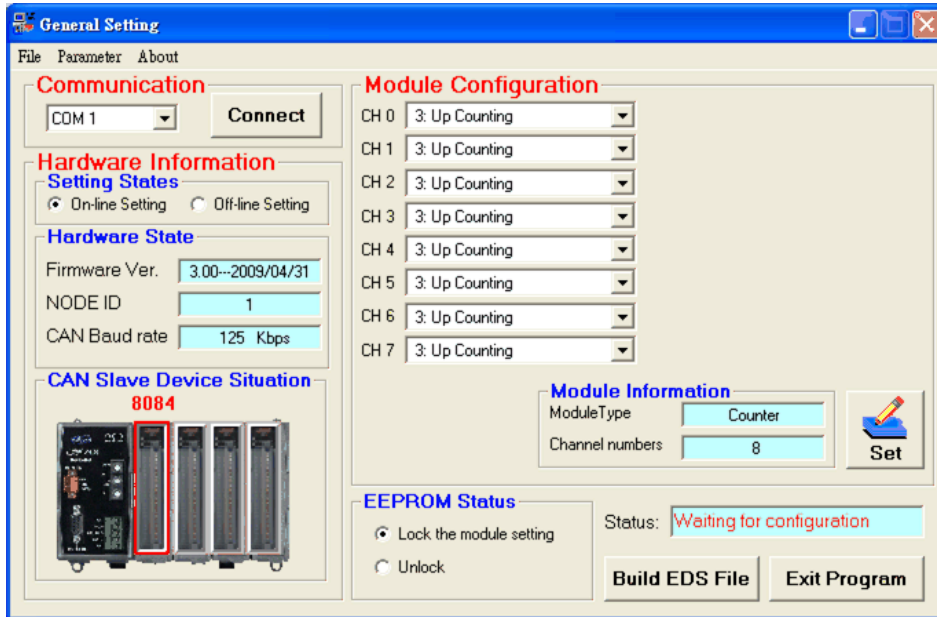 General Setting
File Parameter About
Communication
COM 1
Connect
Hardware Information
Setting States
On-line Setting
Off-line Setting
Hardware State
Firmware Ver.
3.00---2009/04/31
NODE ID
1
CAN Baud rate
125 Kbps
CAN Slave Device Situation
8084
Module Configuration
CH 0 3: Up Counting
CH 1 3: Up Counting
CH 2 3: Up Counting
CH 3 3: Up Counting
CH 4 3: Up Counting
CH 5 3: Up Counting
CH 6 3: Up Counting
CH 7 3: Up Counting
Module Information
ModuleType
Counter
Channel numbers
8
Set
EEPROM Status
Lock the module setting
Unlock
Status: Waiting for configuration
Build EDS File
Exit Program